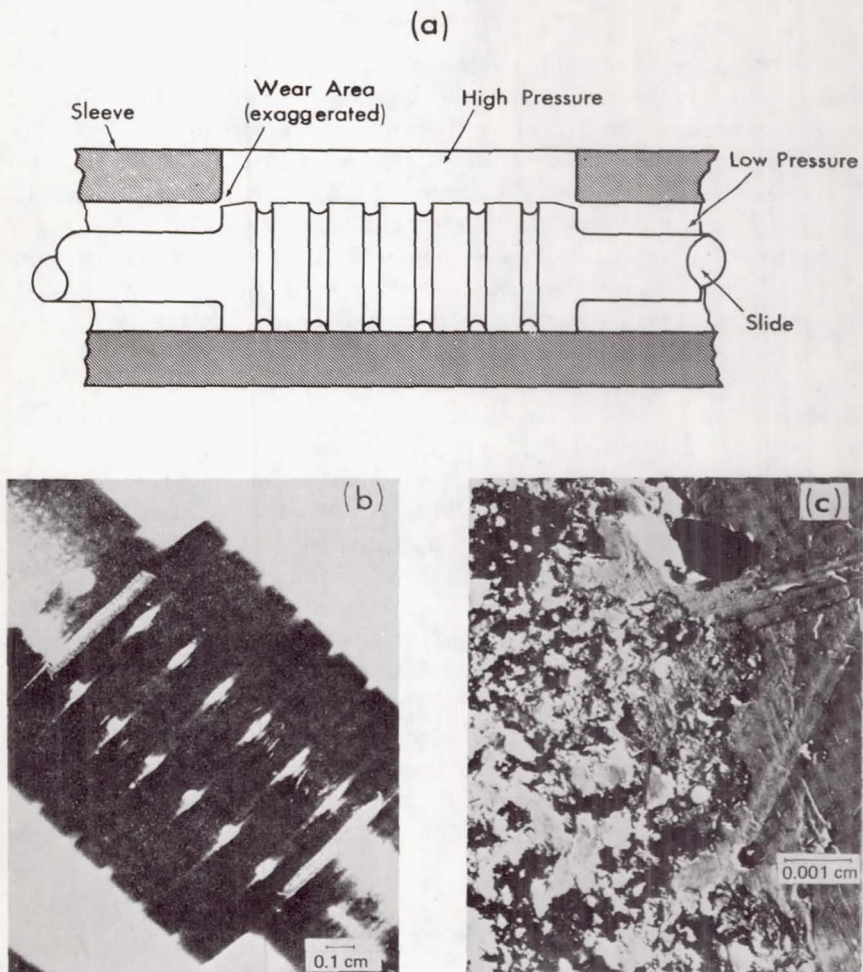 (a)
Wear Area
(exaggerated)
High Pressure
Sleeve
Low Pressure
Slide
(b)
(c)
0.1 cm
0.001 cm